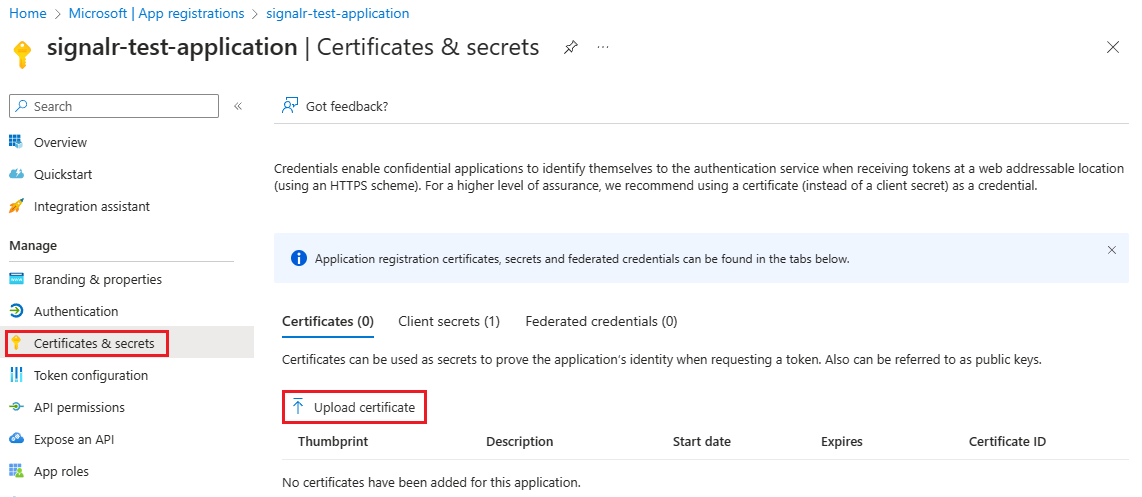 Home > Microsoft | App registrations > signalr-test-application
signalr-test-application | Certificates & secrets
Search
Overview
Quickstart
Integration assistant
Manage
Branding & properties
Authentication
Certificates & secrets
Token configuration
API permissions
Expose an API
App roles
Got feedback?
Credentials enable confidential applications to identify themselves to the authentication service when receiving tokens at a web addressable location
(using an HTTPS scheme). For a higher level of assurance, we recommend using a certificate (instead of a client secret) as a credential.
Application registration certificates, secrets and federated credentials can be found in the tabs below.
Certificates (0) Client secrets (1) Federated credentials (0)
Certificates can be used as secrets to prove the application's identity when requesting a token. Also can be referred to as public keys.
Upload certificate
Thumbprint Description Start date Expires Certificate ID
No certificates have been added for this application.